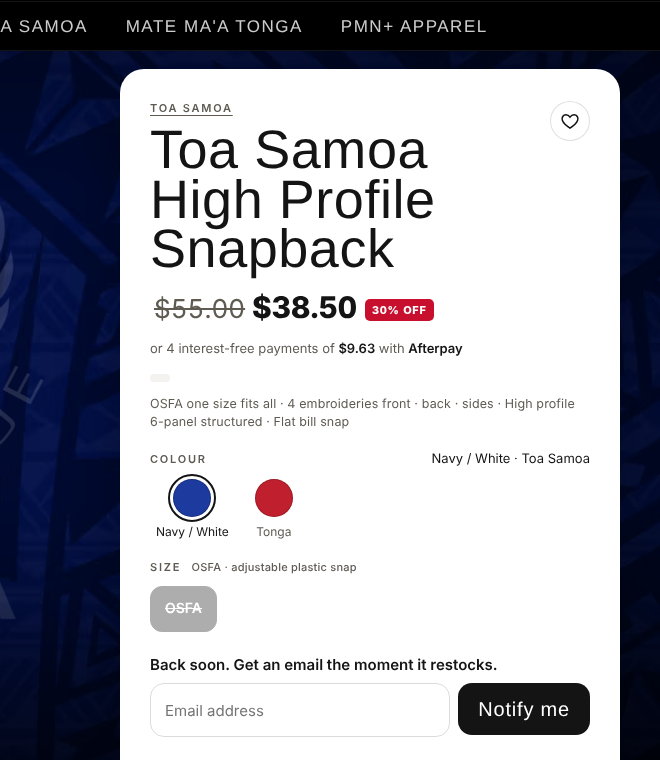 A SAMOA MATE MA'A TONGA PMN+ APPAREL
TOA SAMOA
Toa Samoa
High Profile
Snapback
$55.00 $38.50 30% OFF
or 4 interest-free payments of $9.63 with Afterpay
OSFA one size fits all · 4 embroideries front · back · sides · High profile
6-panel structured · Flat bill snap
COLOUR Navy / White · Toa Samoa
Navy / White Tonga
SIZE OSFA · adjustable plastic snap
OSFA
Back soon. Get an email the moment it restocks.
Email address Notify me